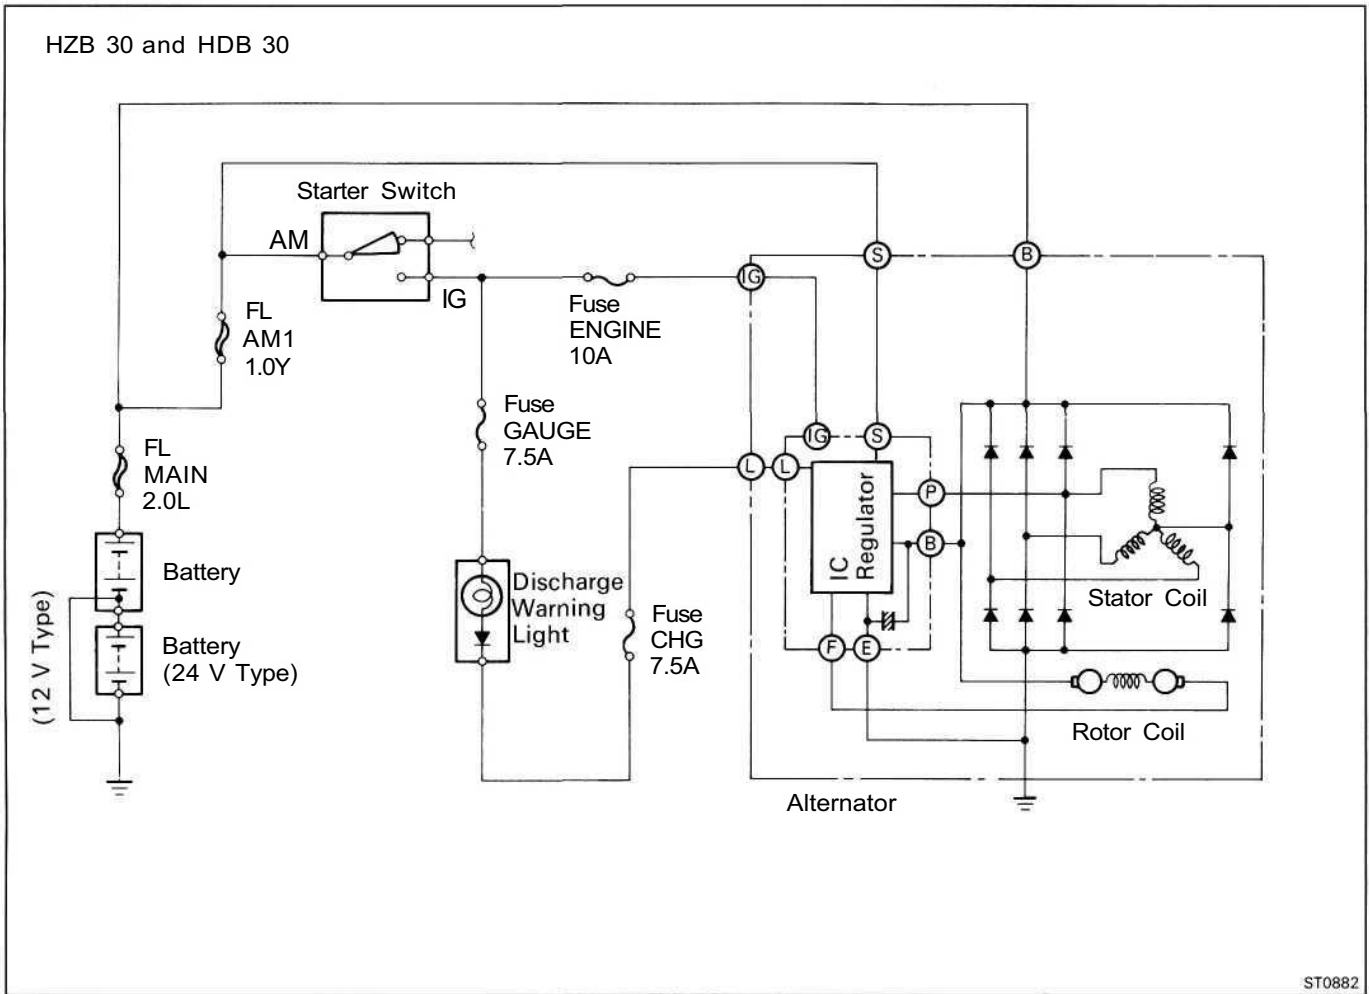 HZB 30 and HDB 30
Starter Switch
AM
IG
FL
AM1
1.0Y
Fuse
ENGINE
10A
Fuse
GAUGE
7.5A
FL
MAIN
2.0L
Battery
Battery
(24 V Type)
(12 V Type)
Discharge
Warning
Light
Fuse
CHG
7.5A
S
B
IG
IG
S
L
L
P
B
F
E
IC
Regulator
Stator Coil
Rotor Coil
Alternator
ST0882